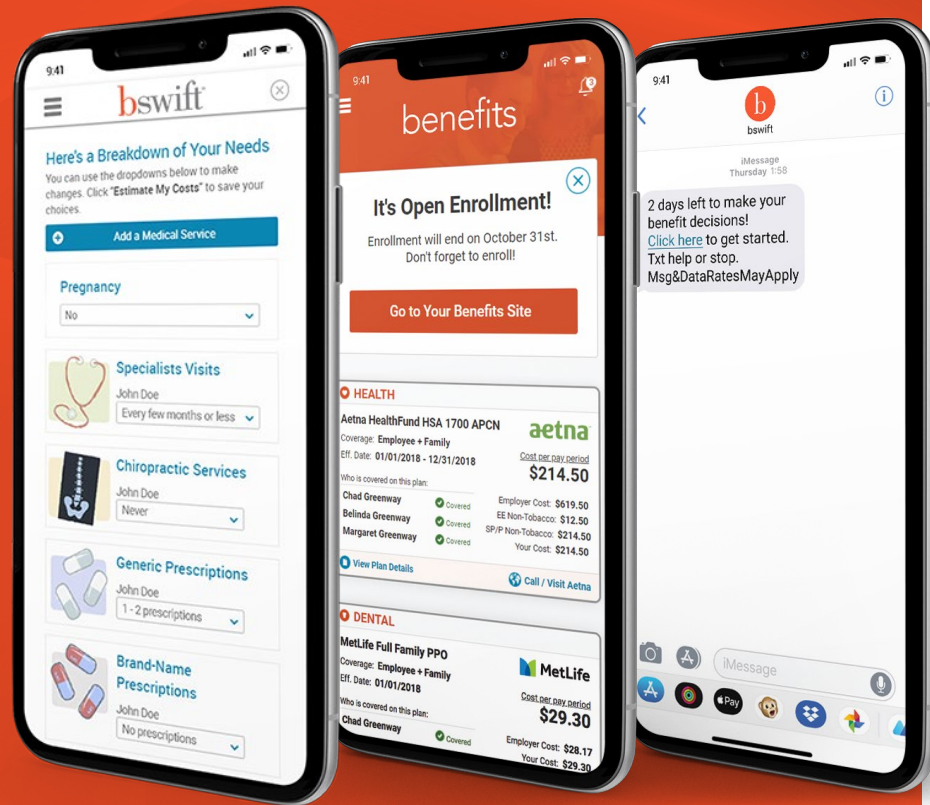 9:41
bswift
Here's a Breakdown of Your Needs
You can use the dropdowns below to make
changes. Click "Estimate My Costs" to save your
choices.
Add a Medical Service
Pregnancy
No
Specialists Visits
John Doe
Every few months or less
Chiropractic Services
John Doe
Never
Generic Prescriptions
John Doe
1 - 2 prescriptions
Brand-Name
Prescriptions
John Doe
No prescriptions
9:41
3
benefits
It's Open Enrollment!
Enrollment will end on October 31st.
Don't forget to enroll!
Go to Your Benefits Site
HEALTH
Aetna HealthFund HSA 1700 APCN
aetna
Coverage: Employee + Family
Eff. Date: 01/01/2018 - 12/31/2018
Cost per pay period
$214.50
Who is covered on this plan:
Chad Greenway Covered
Belinda Greenway Covered
Margaret Greenway Covered
Employer Cost: $619.50
EE Non-Tobacco: $12.50
SP/P Non-Tobacco: $214.50
Your Cost: $214.50
View Plan Details
Call / Visit Aetna
DENTAL
MetLife Full Family PPO
MetLife
Coverage: Employee + Family
Eff. Date: 01/01/2018
Cost per pay period
$29.30
Who is covered on this plan:
Chad Greenway Covered
Employer Cost: $28.17
Your Cost: $29.30
9:41
b
bswift
iMessage
Thursday 1:58
2 days left to make your
benefit decisions!
Click here to get started.
Txt help or stop.
Msg&DataRatesMayApply
iMessage
Pay